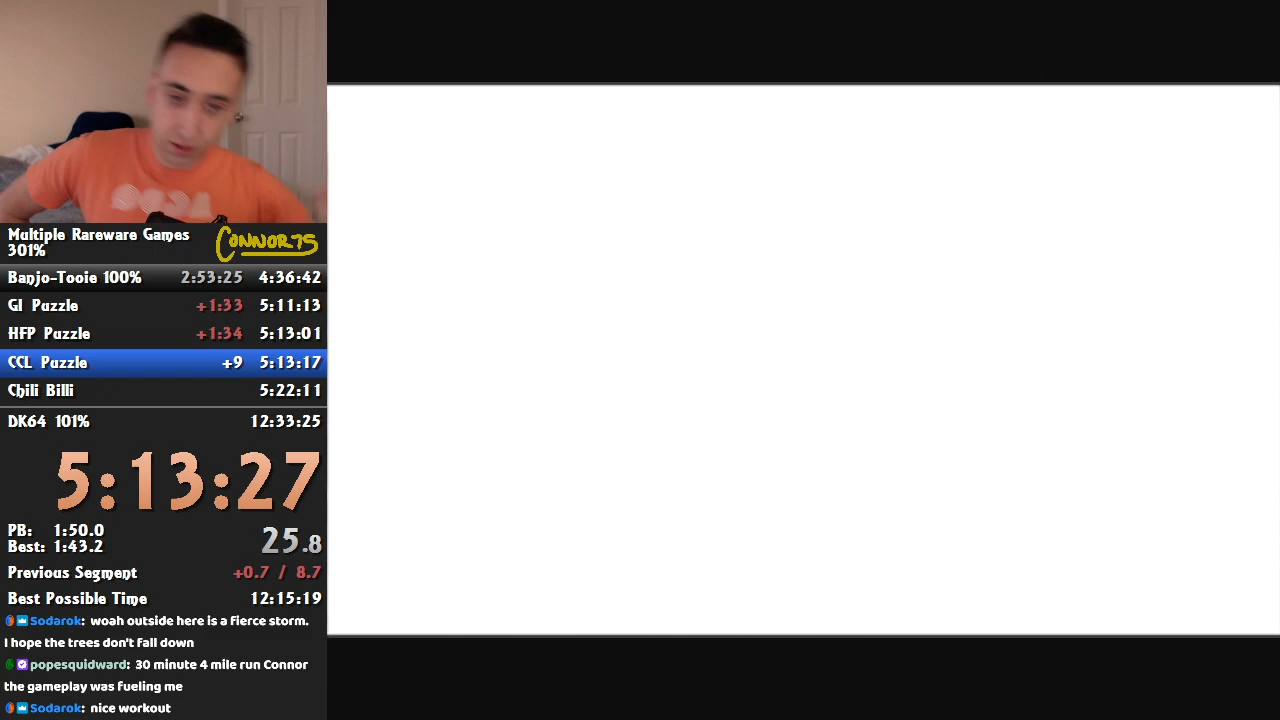 Multiple Rareware Games
301%
CONNOR75
Banjo-Tooie 100% 2:53:25 4:36:42
GI Puzzle +1:33 5:11:13
HFP Puzzle +1:34 5:13:01
CCL Puzzle +9 5:13:17
Chili Billi 5:22:11
DK64 101% 12:33:25
5:13:27
PB: 1:50.0
Best: 1:43.2
25.8
Previous Segment +0.7 / 8.7
Best Possible Time 12:15:19
Sodarok: woah outside here is a fierce storm.
I hope the trees don't fall down
popesquidward: 30 minute 4 mile run Connor
the gameplay was fueling me
Sodarok: nice workout